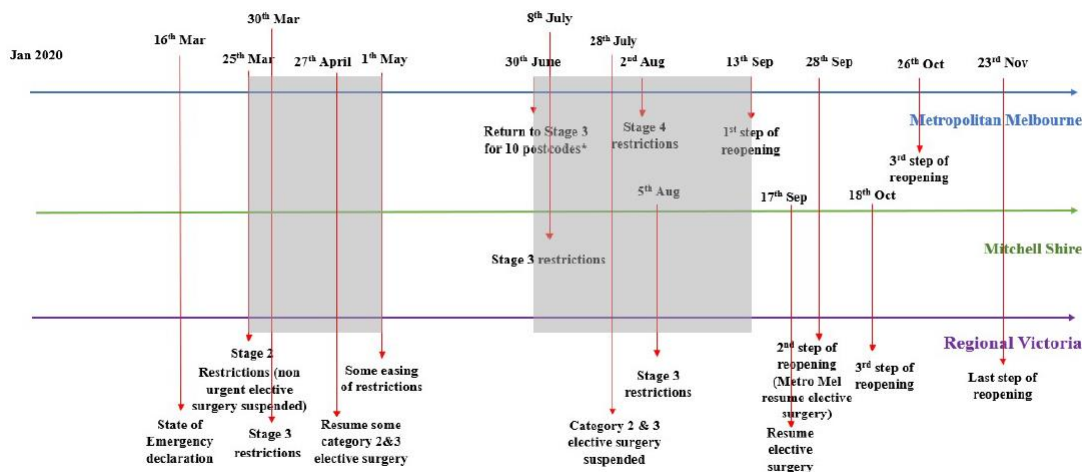 30th Mar
8th July
16th Mar
28th July
Jan 2020
25th Mar
27th April
1th May
30th June
2nd Aug
13th Sep
28th Sep
26th Oct
23rd Nov
Metropolitan Melbourne
Return to Stage 3
for 10 postcodes*
Stage 4
restrictions
1st step of
reopening
3rd step of
reopening
5th Aug
17th Sep
18th Oct
Mitchell Shire
Stage 3 restrictions
Regional Victoria
Stage 2
Restrictions (non
urgent elective
surgery suspended)
Some easing
of restrictions
Stage 3
restrictions
2nd step of
reopening
(Metro Mel
resume elective
surgery)
3rd step of
reopening
Last step of
reopening
State of
Emergency
declaration
Stage 3
restrictions
Resume some
category 2&3
elective surgery
Category 2 & 3
elective surgery
suspended
Resume
elective
surgery